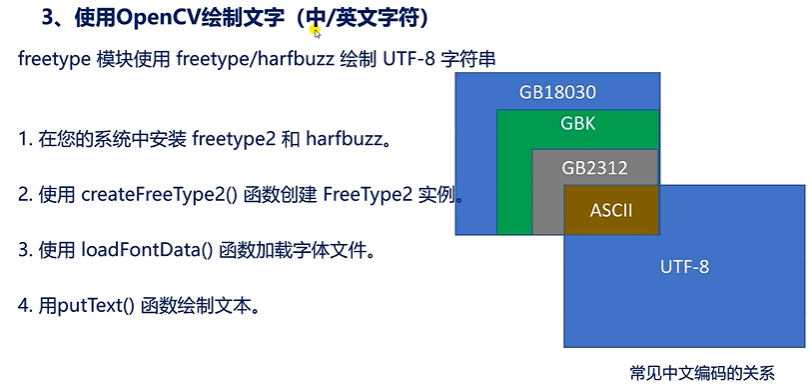 3、使用OpenCV绘制文字（中/英文字符）
freetype 模块使用 freetype/harfbuzz 绘制 UTF-8 字符串
1. 在您的系统中安装 freetype2 和 harfbuzz。
2. 使用 createFreeType2() 函数创建 FreeType2 实例。
3. 使用 loadFontData() 函数加载字体文件。
4. 用putText() 函数绘制文本。
GB18030
GBK
GB2312
ASCII
UTF-8
常见中文编码的关系